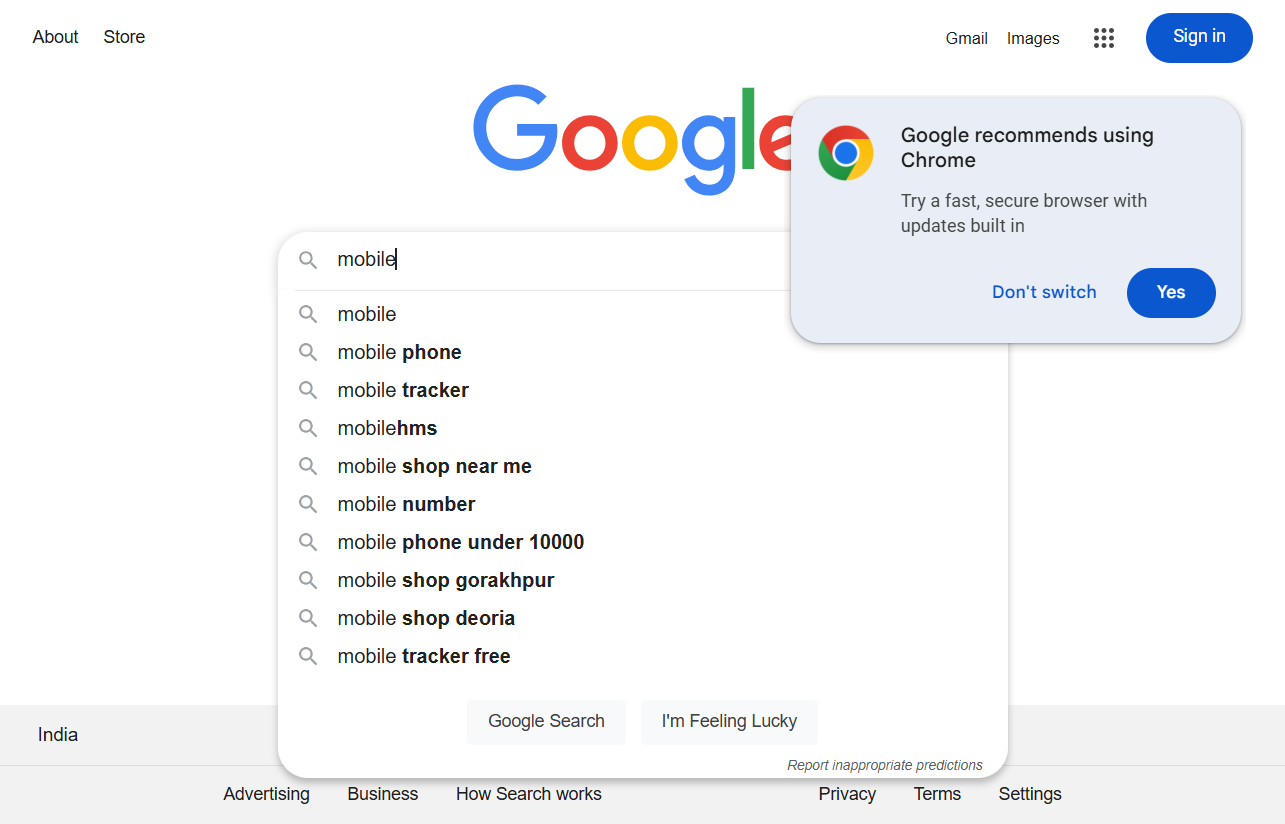 About Store Gmail Images Sign in
Google
Google recommends using
Chrome
Try a fast, secure browser with
updates built in
Don't switch Yes
mobile
mobile
mobile phone
mobile tracker
mobilehms
mobile shop near me
mobile number
mobile phone under 10000
mobile shop gorakhpur
mobile shop deoria
mobile tracker free
Google Search I'm Feeling Lucky
Report inappropriate predictions
India
Advertising Business How Search works Privacy Terms Settings